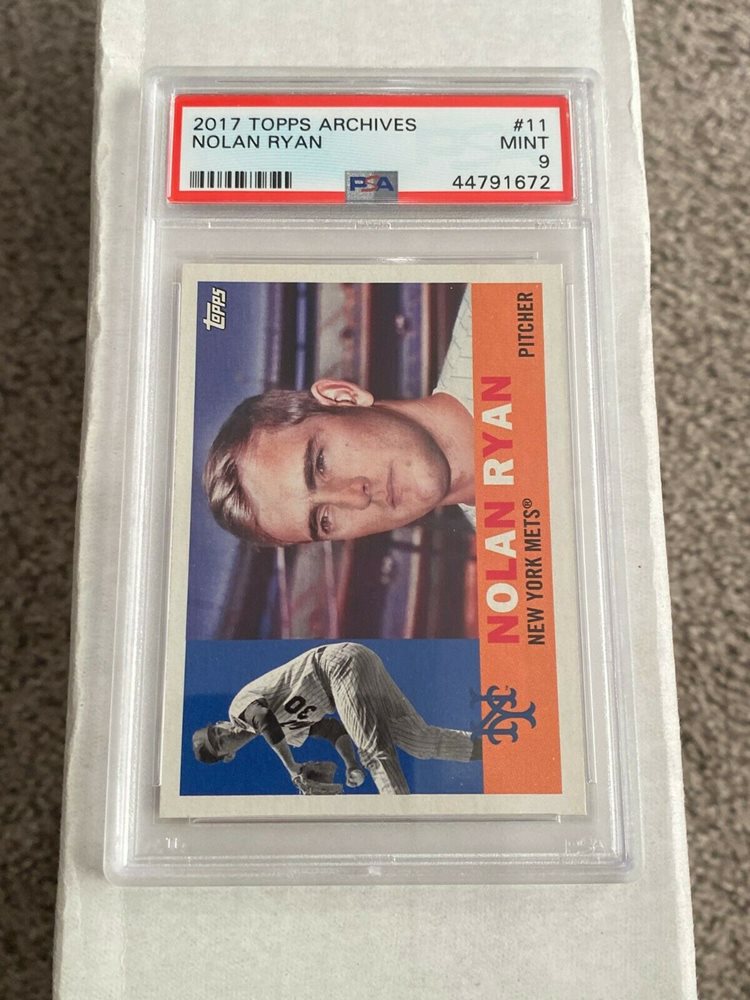 2017 TOPPS ARCHIVES #11
NOLAN RYAN MINT
9
PSA 44791672
topps
NOLAN RYAN
NEW YORK METS® PITCHER
NY
30